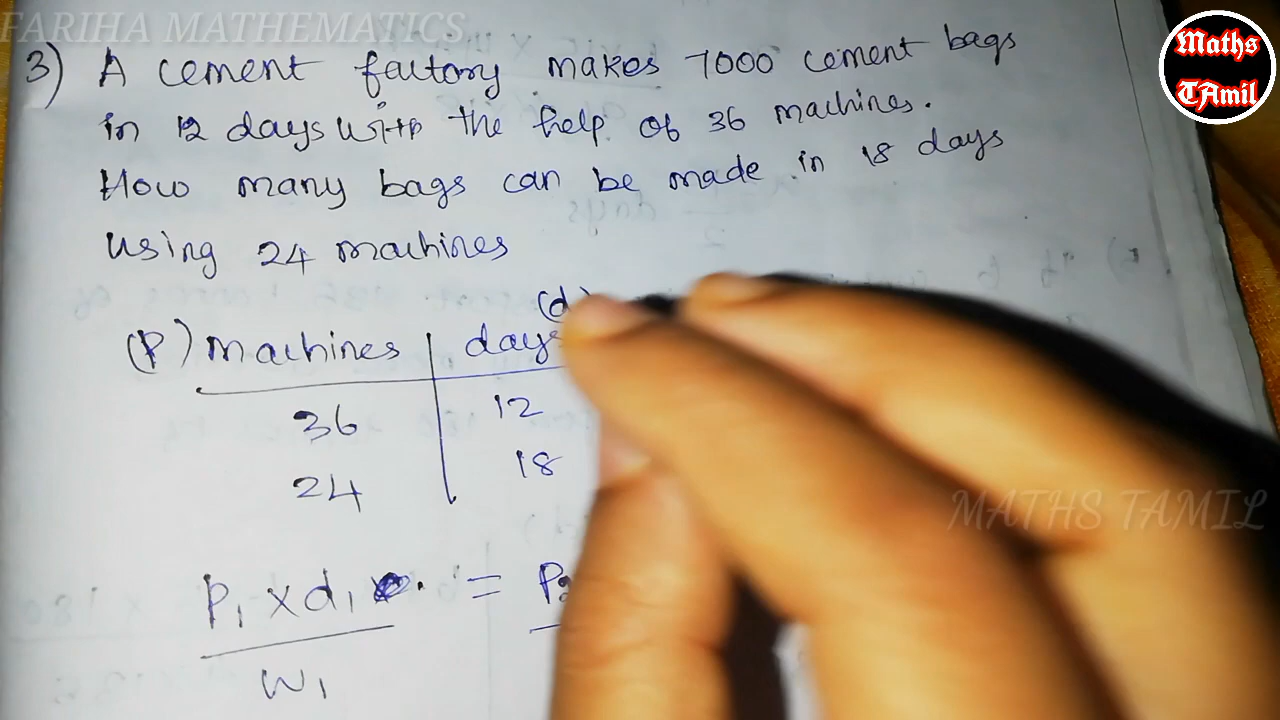 FARIHA MATHEMATICS
Maths
TAmil
3) A cement factory makes 7000 cement bags
in 12 days with the help of 36 machines.
How many bags can be made in 18 days
using 24 machines
(d)
(P) machines days
36 12
24 18
MATHS TAMIL
P1 x d1 = P2
W1